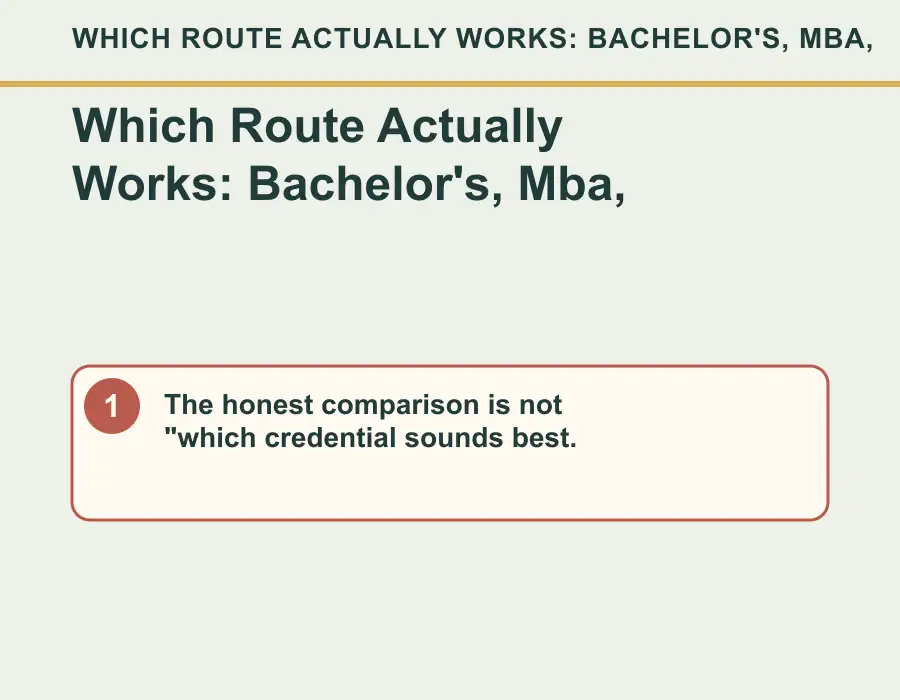 WHICH ROUTE ACTUALLY WORKS: BACHELOR'S, MBA,
Which Route Actually
Works: Bachelor's, Mba,
1
The honest comparison is not
"which credential sounds best.